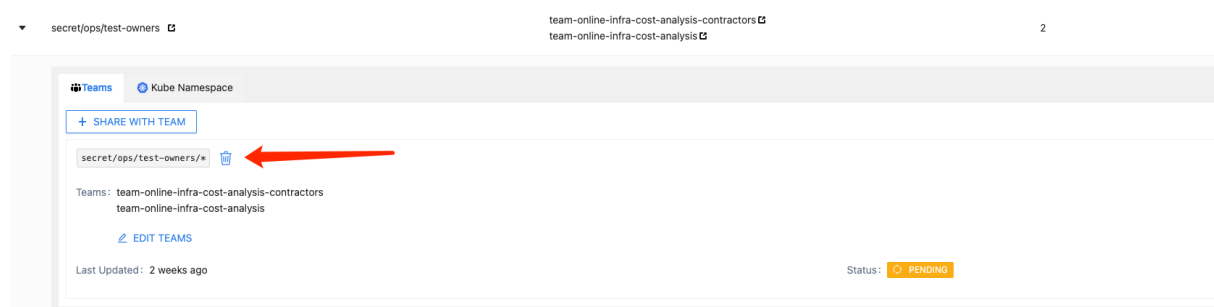 secret/ops/test-owners
team-online-infra-cost-analysis-contractors
team-online-infra-cost-analysis
2
Teams
Kube Namespace
+ SHARE WITH TEAM
secret/ops/test-owners/*
Teams: team-online-infra-cost-analysis-contractors
team-online-infra-cost-analysis
EDIT TEAMS
Last Updated: 2 weeks ago
Status: PENDING